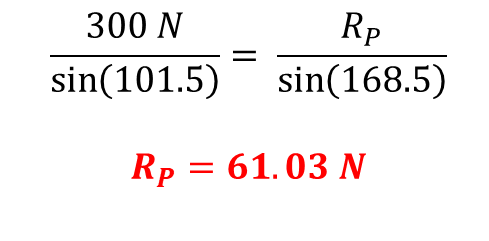 300 N / sin(101.5) = R_P / sin(168.5)
R_P = 61.03 N